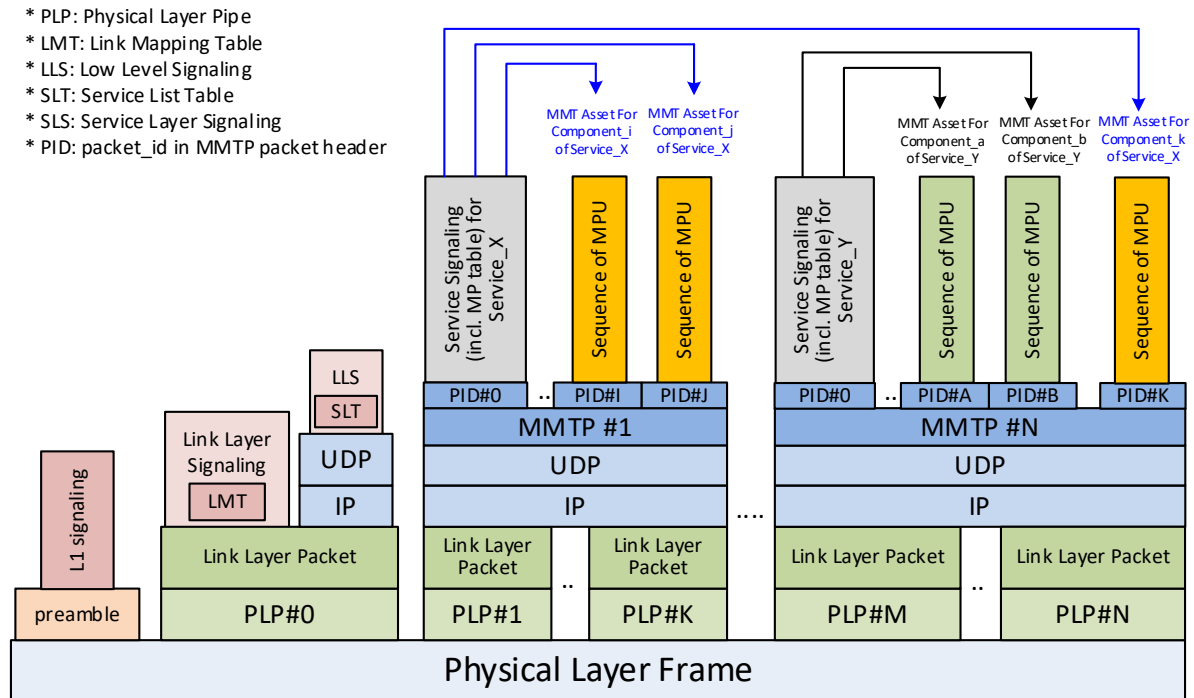 * PLP: Physical Layer Pipe
* LMT: Link Mapping Table
* LLS: Low Level Signaling
* SLT: Service List Table
* SLS: Service Layer Signaling
* PID: packet_id in MMTP packet header
MMT Asset For
Component_i
of Service_X
MMT Asset For
Component_j
of Service_X
MMT Asset For
Component_a
of Service_Y
MMT Asset For
Component_b
of Service_Y
MMT Asset For
Component_k
of Service_X
Service Signaling
(incl. MP table) for
Service_X
Sequence of MPU
Sequence of MPU
Service Signaling
(incl. MP table) for
Service_Y
Sequence of MPU
Sequence of MPU
Sequence of MPU
PID#0
..
PID#I
PID#J
PID#0
..
PID#A
PID#B
PID#K
LLS
SLT
MMTP #1
MMTP #N
Link Layer
Signaling
LMT
UDP
UDP
UDP
IP
IP
....
IP
L1 signaling
Link Layer Packet
Link Layer
Packet
..
Link Layer
Packet
Link Layer Packet
..
Link Layer Packet
preamble
PLP#0
PLP#1
PLP#K
PLP#M
PLP#N
Physical Layer Frame